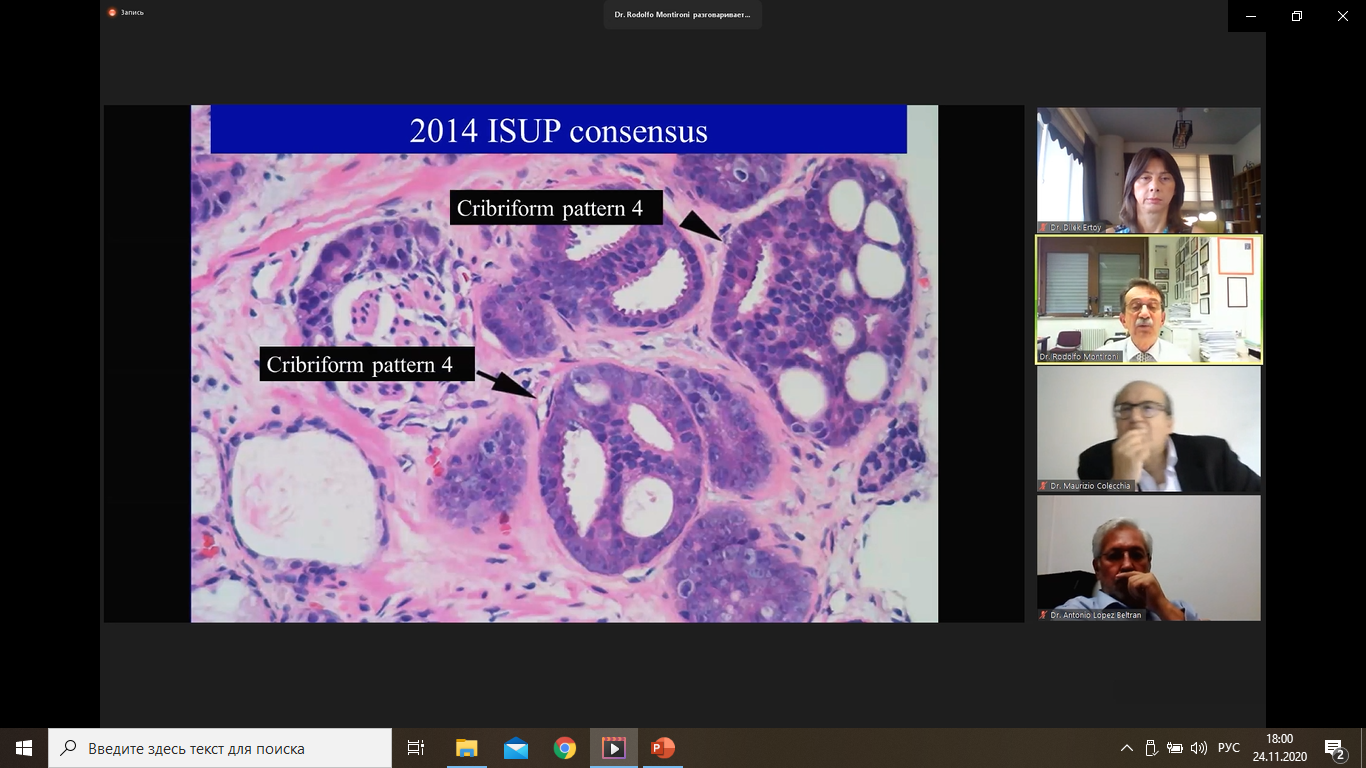 Запись
Dr. Rodolfo Montironi разговаривает...
2014 ISUP consensus
Cribriform pattern 4
Cribriform pattern 4
Dr. Dilek Ertoy
Dr. Rodolfo Montironi
Dr. Maurizio Colecchia
Dr. Antonio Lopez Beltran
Введите здесь текст для поиска
РУС
18:00
24.11.2020
2